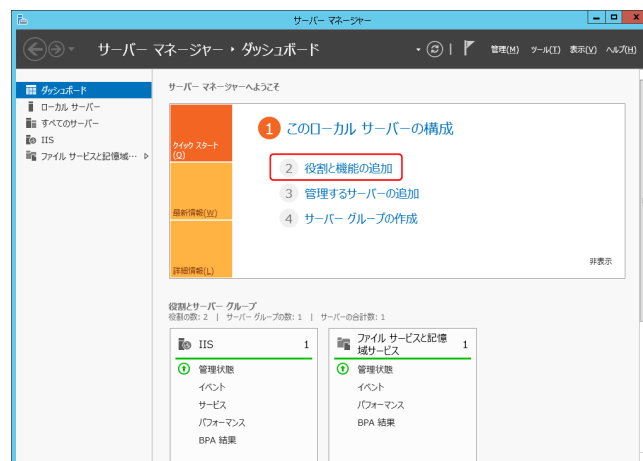 サーバー マネージャー
サーバー マネージャー・ダッシュボード
管理(M) ツール(T) 表示(V) ヘルプ(H)
ダッシュボード
ローカル サーバー
すべてのサーバー
IIS
ファイル サービスと記憶域…
サーバー マネージャーへようこそ
クイック スタート
(Q)
最新情報(W)
詳細情報(L)
1 このローカル サーバーの構成
2 役割と機能の追加
3 管理するサーバーの追加
4 サーバー グループの作成
非表示
役割とサーバー グループ
役割の数: 2 | サーバー グループの数: 1 | サーバーの合計数: 1
IIS 1
管理状態
イベント
サービス
パフォーマンス
BPA 結果
ファイル サービスと記憶
域サービス 1
管理状態
イベント
パフォーマンス
BPA 結果